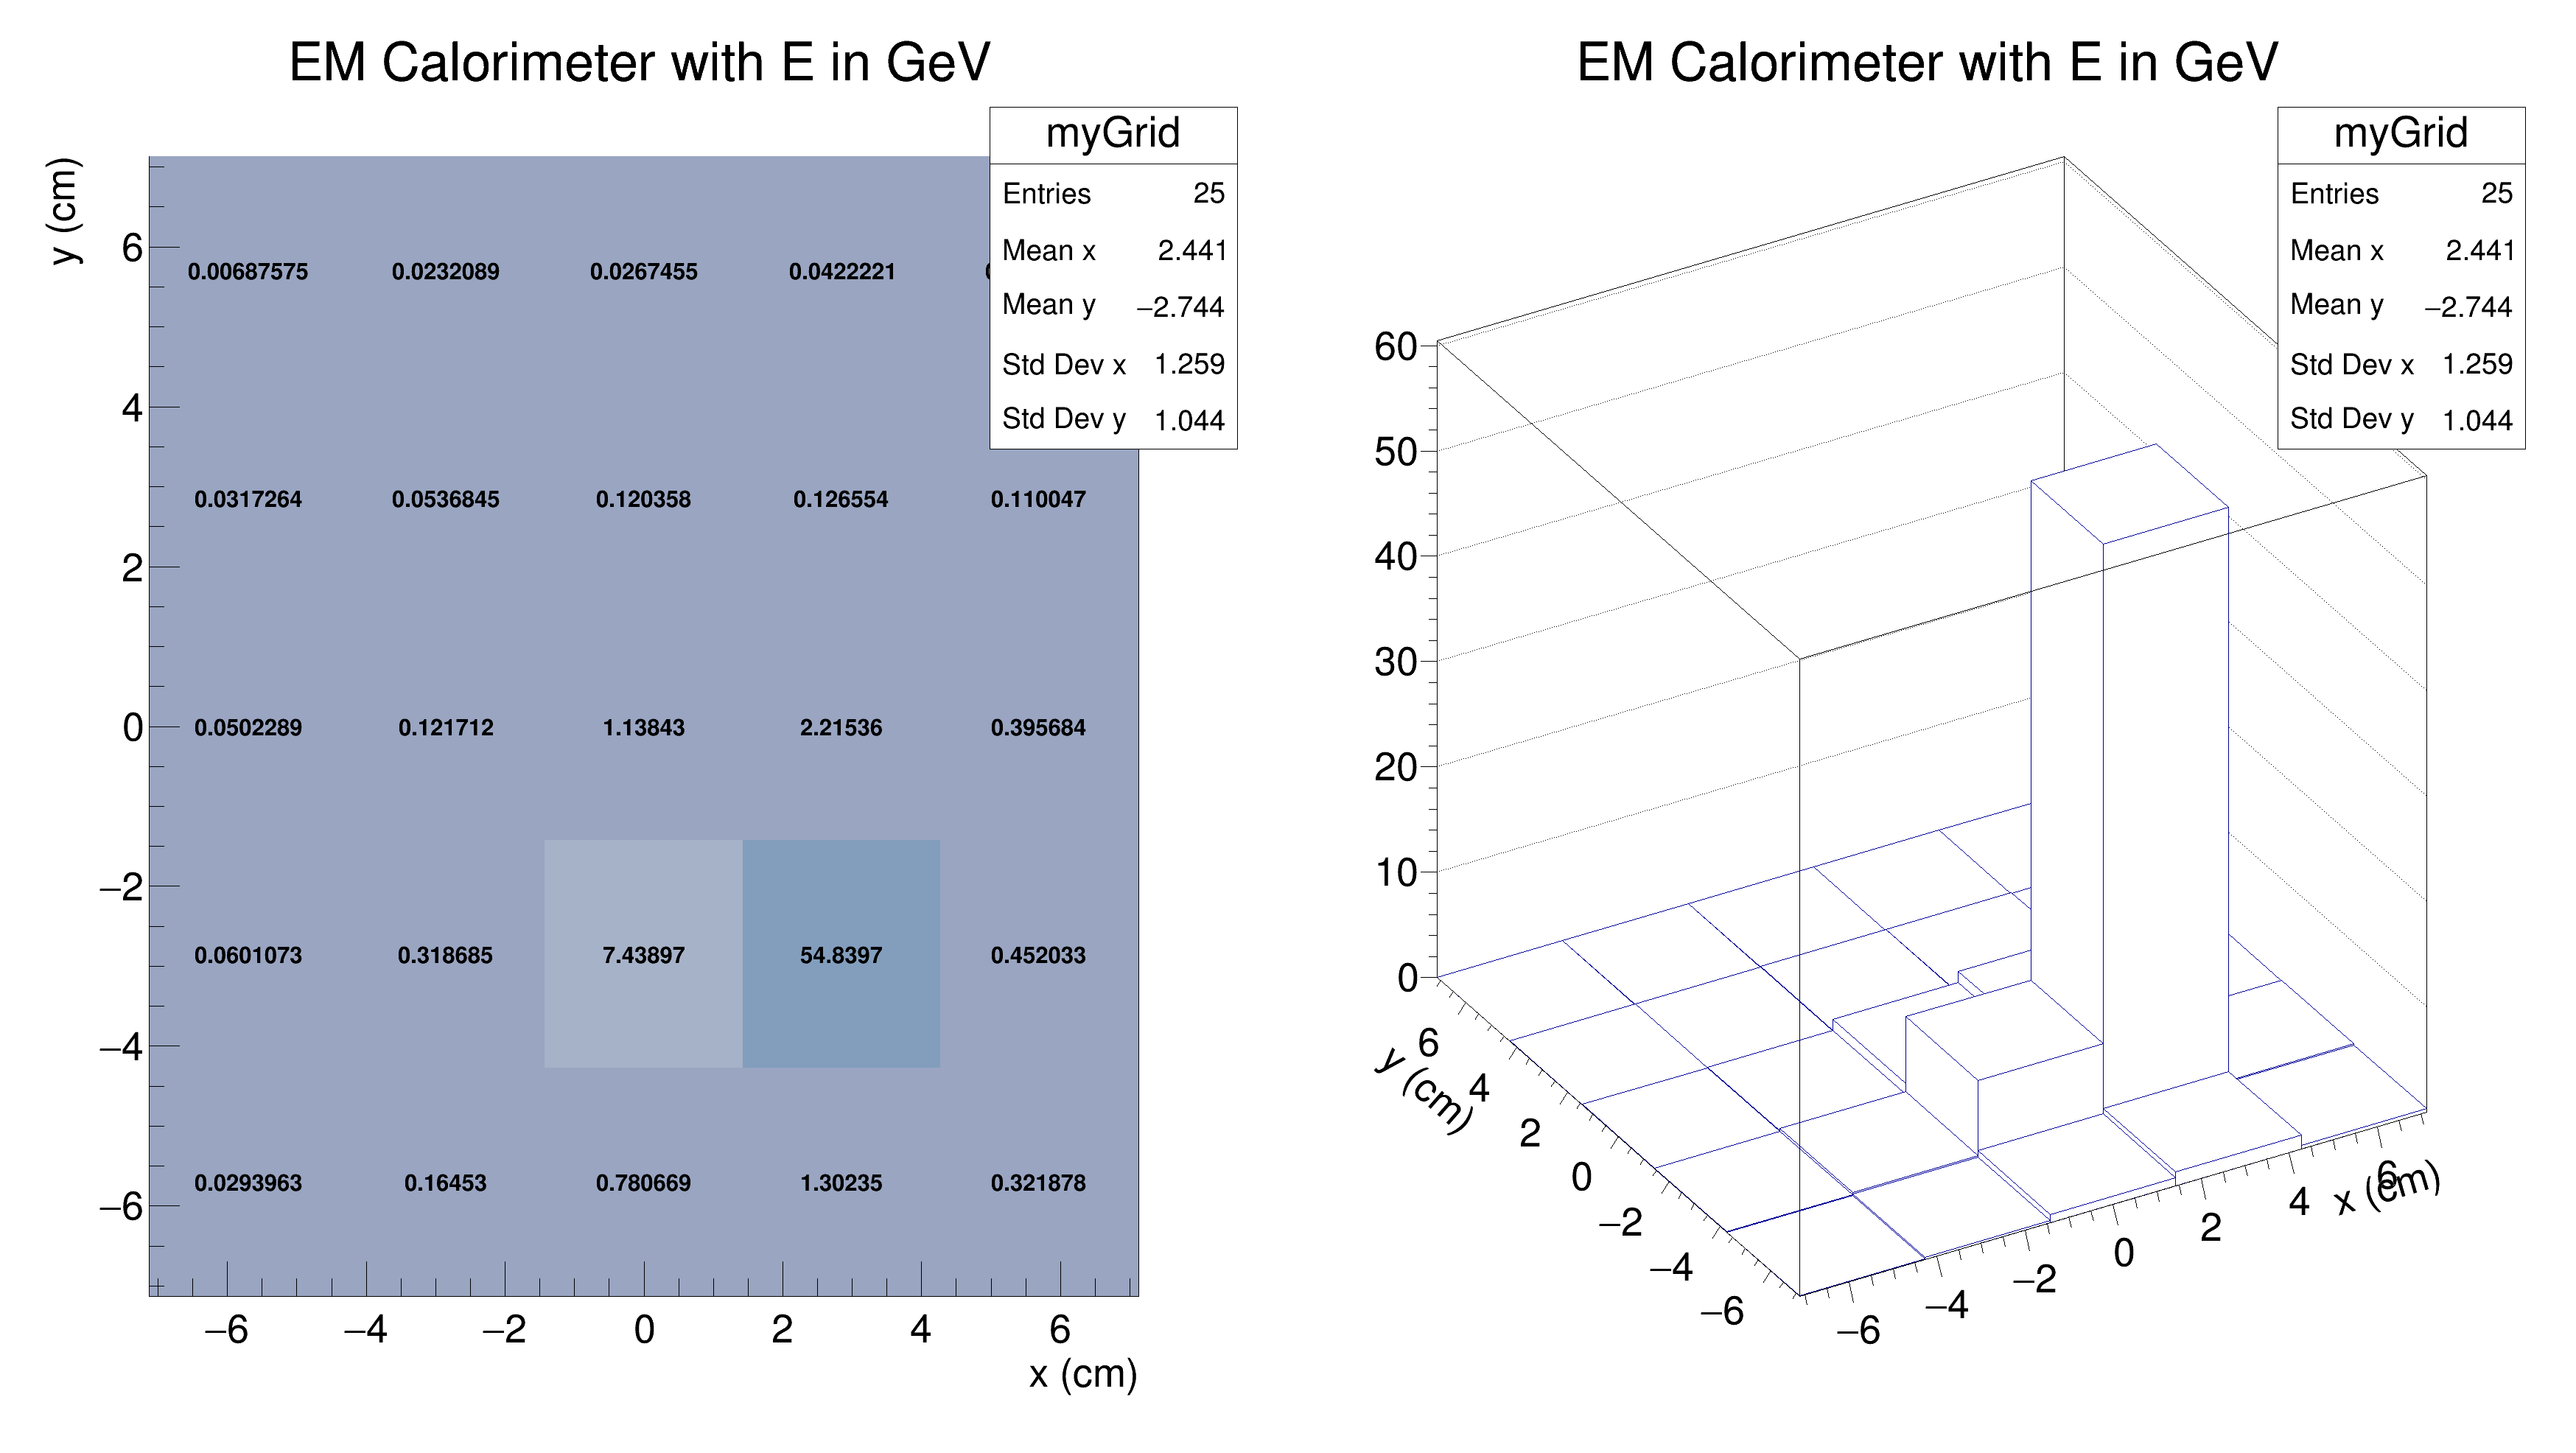 EM Calorimeter with E in GeV
myGrid
Entries 25
Mean x 2.441
Mean y −2.744
Std Dev x 1.259
Std Dev y 1.044
y (cm)
6
4
2
0
−2
−4
−6
0.00687575 0.0232089 0.0267455 0.0422221
0.0317264 0.0536845 0.120358 0.126554 0.110047
0.0502289 0.121712 1.13843 2.21536 0.395684
0.0601073 0.318685 7.43897 54.8397 0.452033
0.0293963 0.16453 0.780669 1.30235 0.321878
−6 −4 −2 0 2 4 6
x (cm)
EM Calorimeter with E in GeV
myGrid
Entries 25
Mean x 2.441
Mean y −2.744
Std Dev x 1.259
Std Dev y 1.044
60
50
40
30
20
10
0
6
4
2
0
−2
−4
−6
y (cm)
−6 −4 −2 0 2 4 6
x (cm)